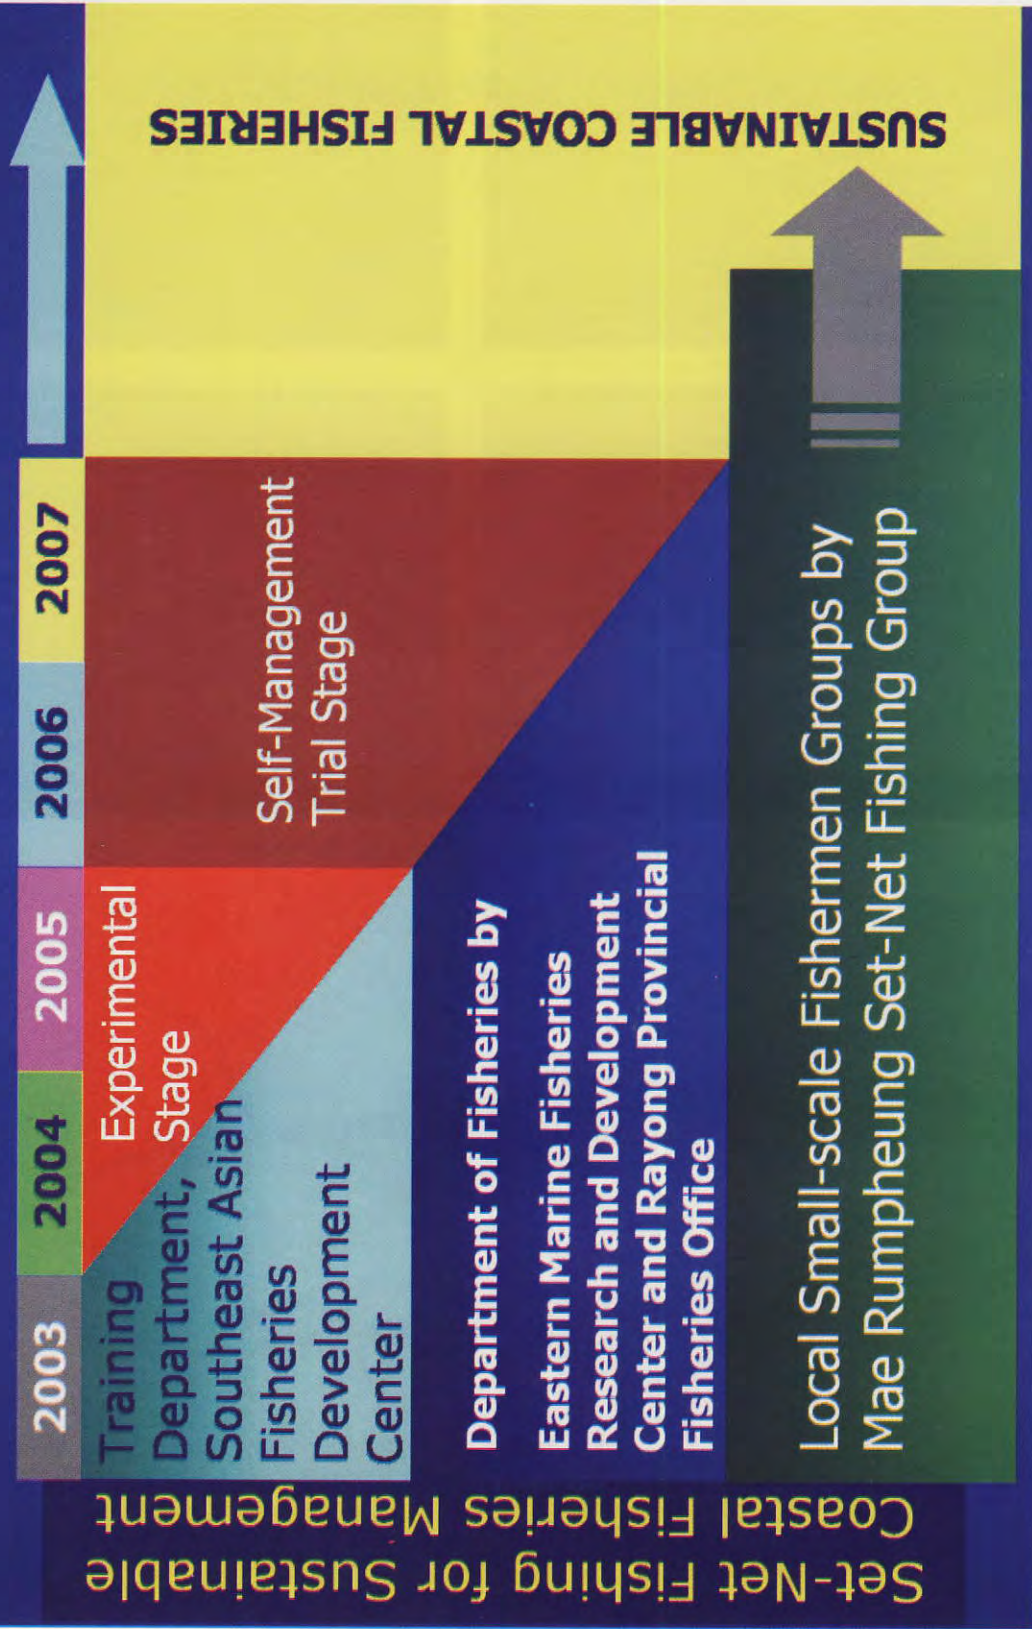 Set-Net Fishing for Sustainable
Coastal Fisheries Management
2003
2004
2005
2006
2007
Training
Department,
Southeast Asian
Fisheries
Development
Center
Experimental
Stage
Self-Management
Trial Stage
Department of Fisheries by
Eastern Marine Fisheries
Research and Development
Center and Rayong Provincial
Fisheries Office
Local Small-scale Fishermen Groups by
Mae Rumpheung Set-Net Fishing Group
SUSTAINABLE COASTAL FISHERIES